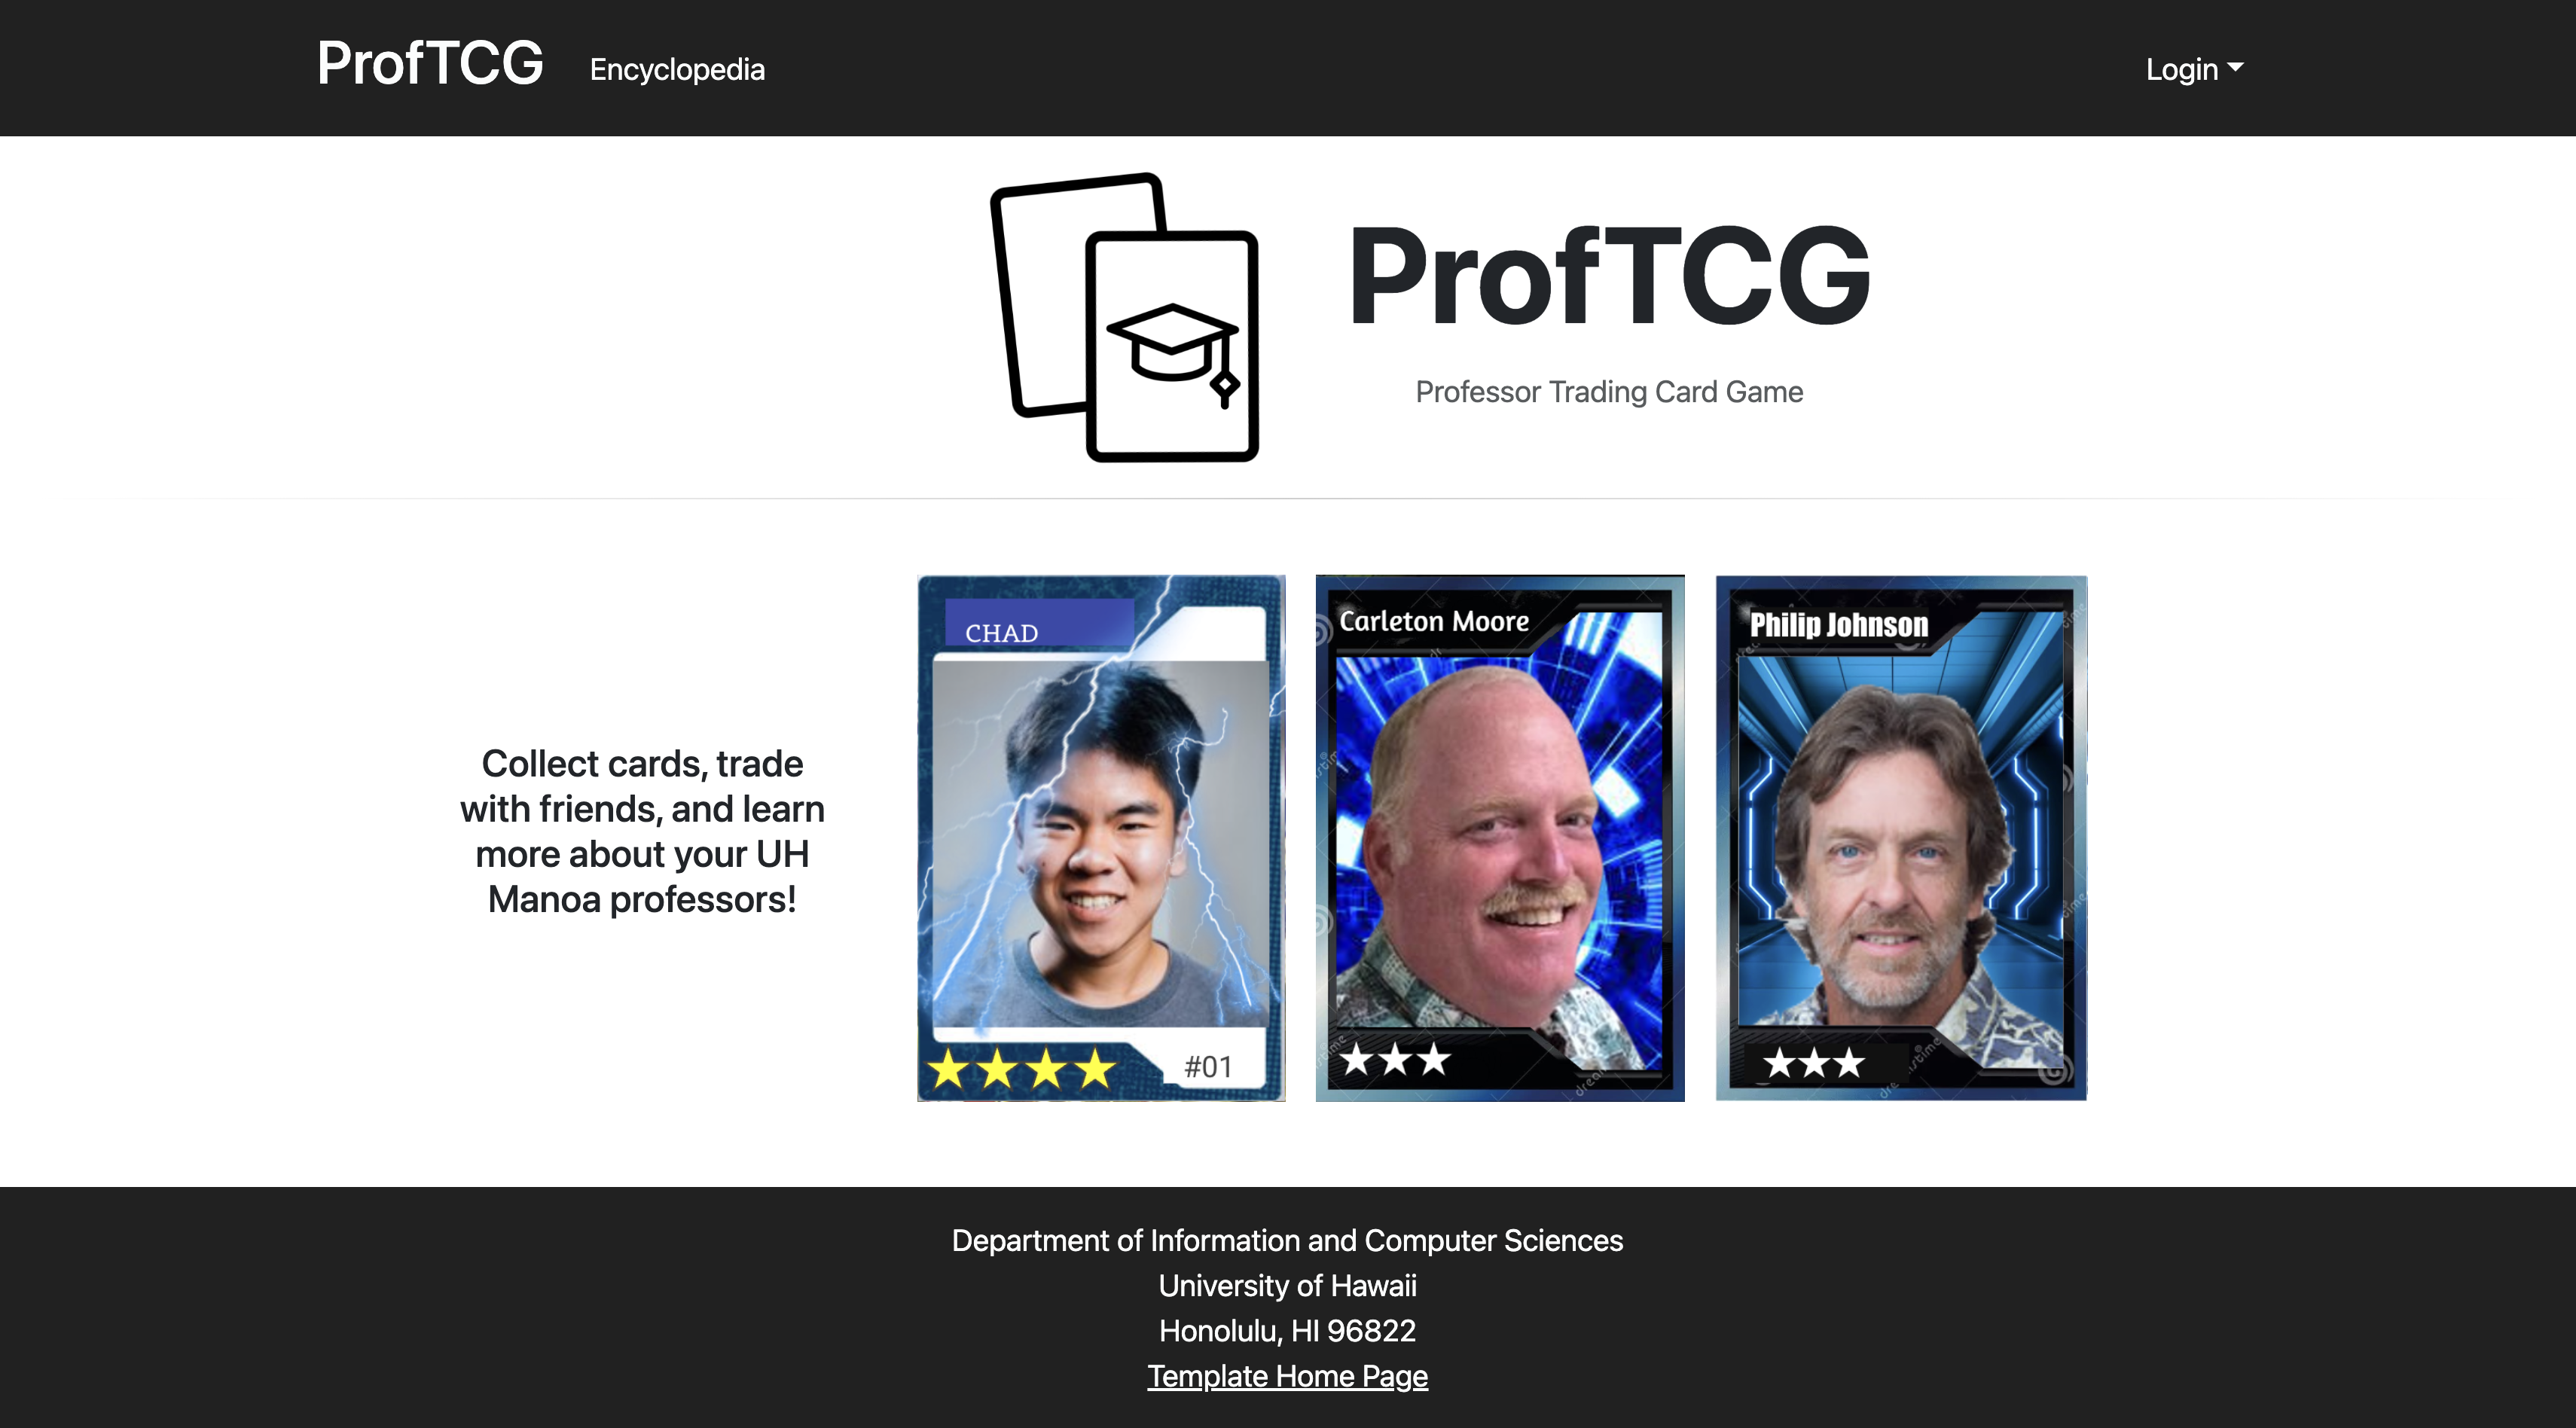 ProfTCG
Encyclopedia
Login
ProfTCG
Professor Trading Card Game
Collect cards, trade
with friends, and learn
more about your UH
Manoa professors!
CHAD
#01
Carleton Moore
Philip Johnson
Department of Information and Computer Sciences
University of Hawaii
Honolulu, HI 96822
Template Home Page